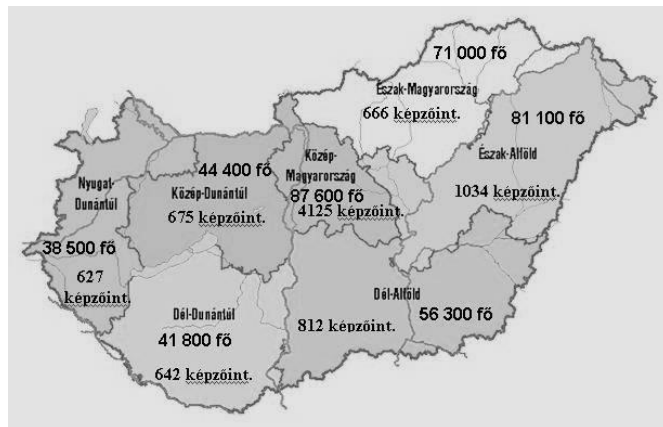 71 000 fő
Észak-Magyarország
666 képzőint.
81 100 fő
Észak-Alföld
1034 képzőint.
44 400 fő
Közép-Dunántúl
675 képzőint.
Közép-
Magyarország
87 600 fő
4125 képzőint.
Nyugat-
Dunántúl
38 500 fő
627
képzőint.
Dél-Dunántúl
41 800 fő
642 képzőint.
Dél-Alföld
812 képzőint.
56 300 fő